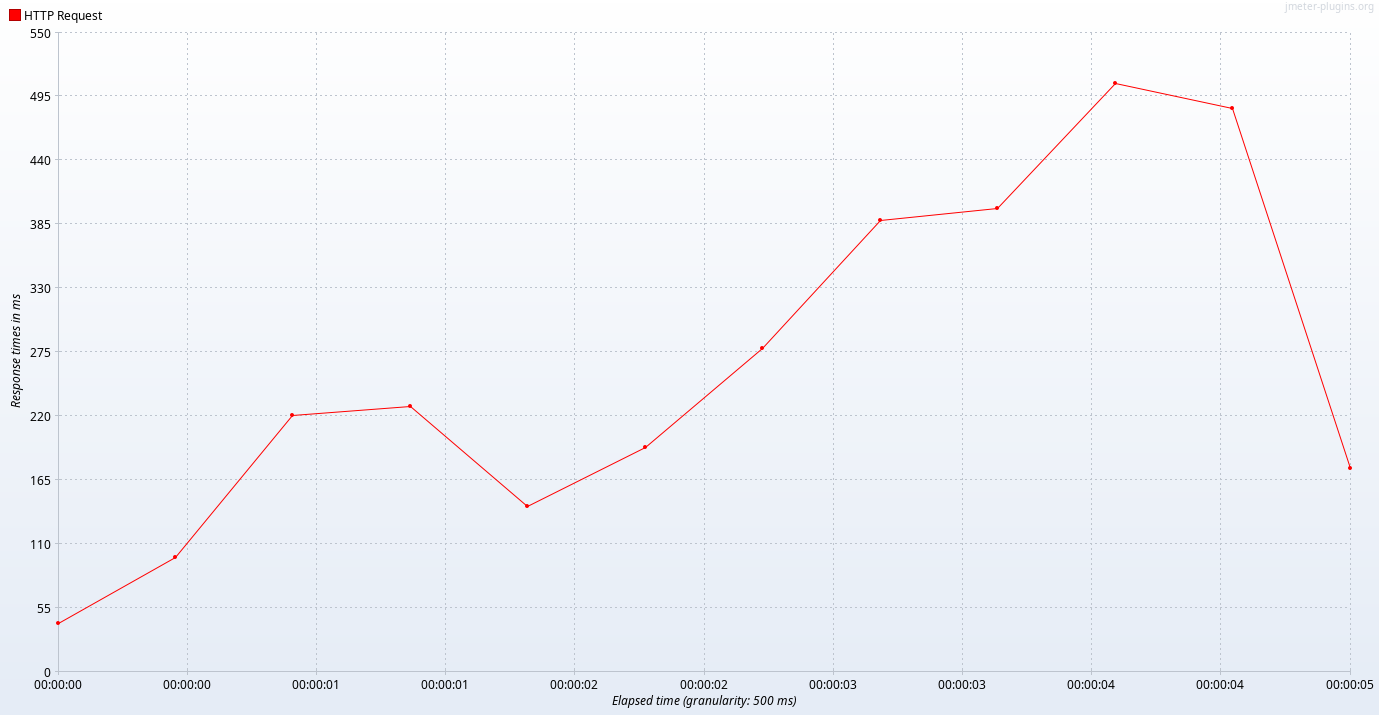 jmeter-plugins.org
HTTP Request
550
495
440
385
330
275
220
165
110
55
0
Response times in ms
00:00:00 00:00:00 00:00:01 00:00:01 00:00:02 00:00:02 00:00:03 00:00:03 00:00:04 00:00:04 00:00:05
Elapsed time (granularity: 500 ms)